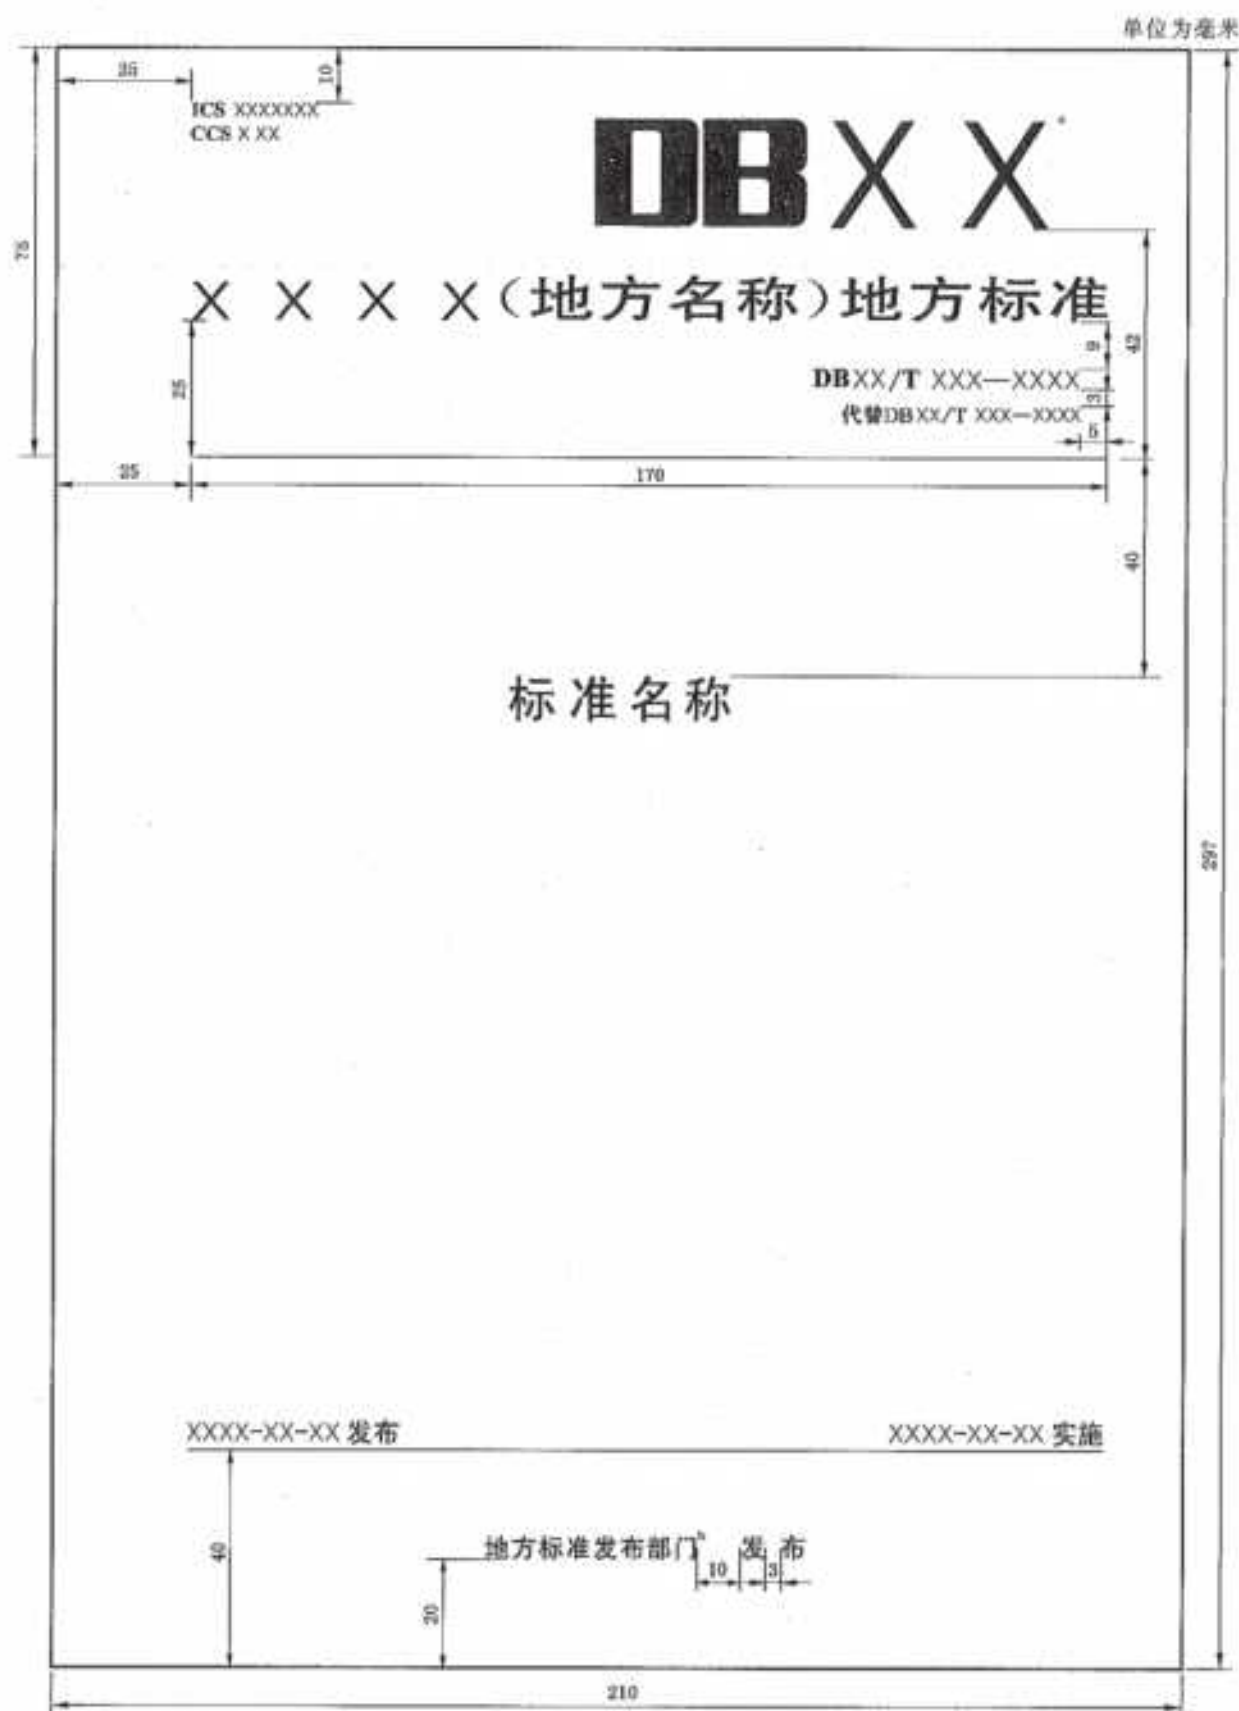 单位为毫米
25
10
ICS XXXXXXX
CCS X XX
DBXX a
75
X X X X(地方名称)地方标准
9
42
25
DBXX/T XXX—XXXX
3
代替DBXX/T XXX—XXXX
5
25
170
40
标准名称
297
XXXX-XX-XX 发布
XXXX-XX-XX 实施
40
地方标准发布部门b 发布
10
3
20
210